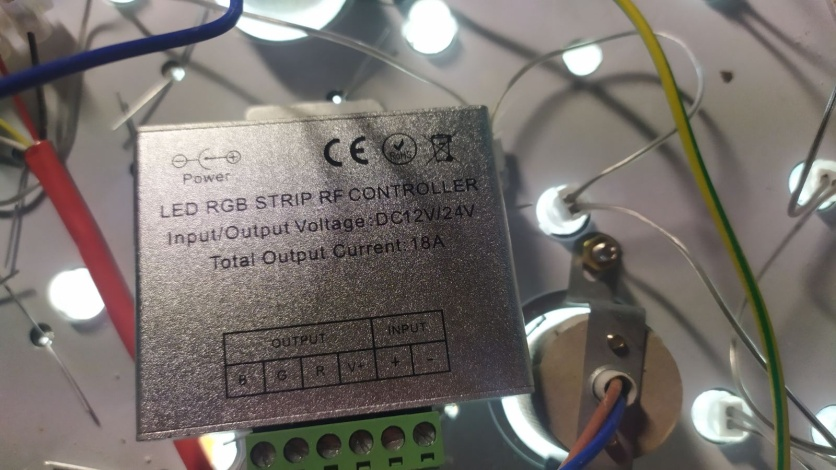 CE
Power
LED RGB STRIP RF CONTROLLER
Input/Output Voltage:DC12V/24V
Total Output Current:18A
OUTPUT INPUT
B G R V+ + -